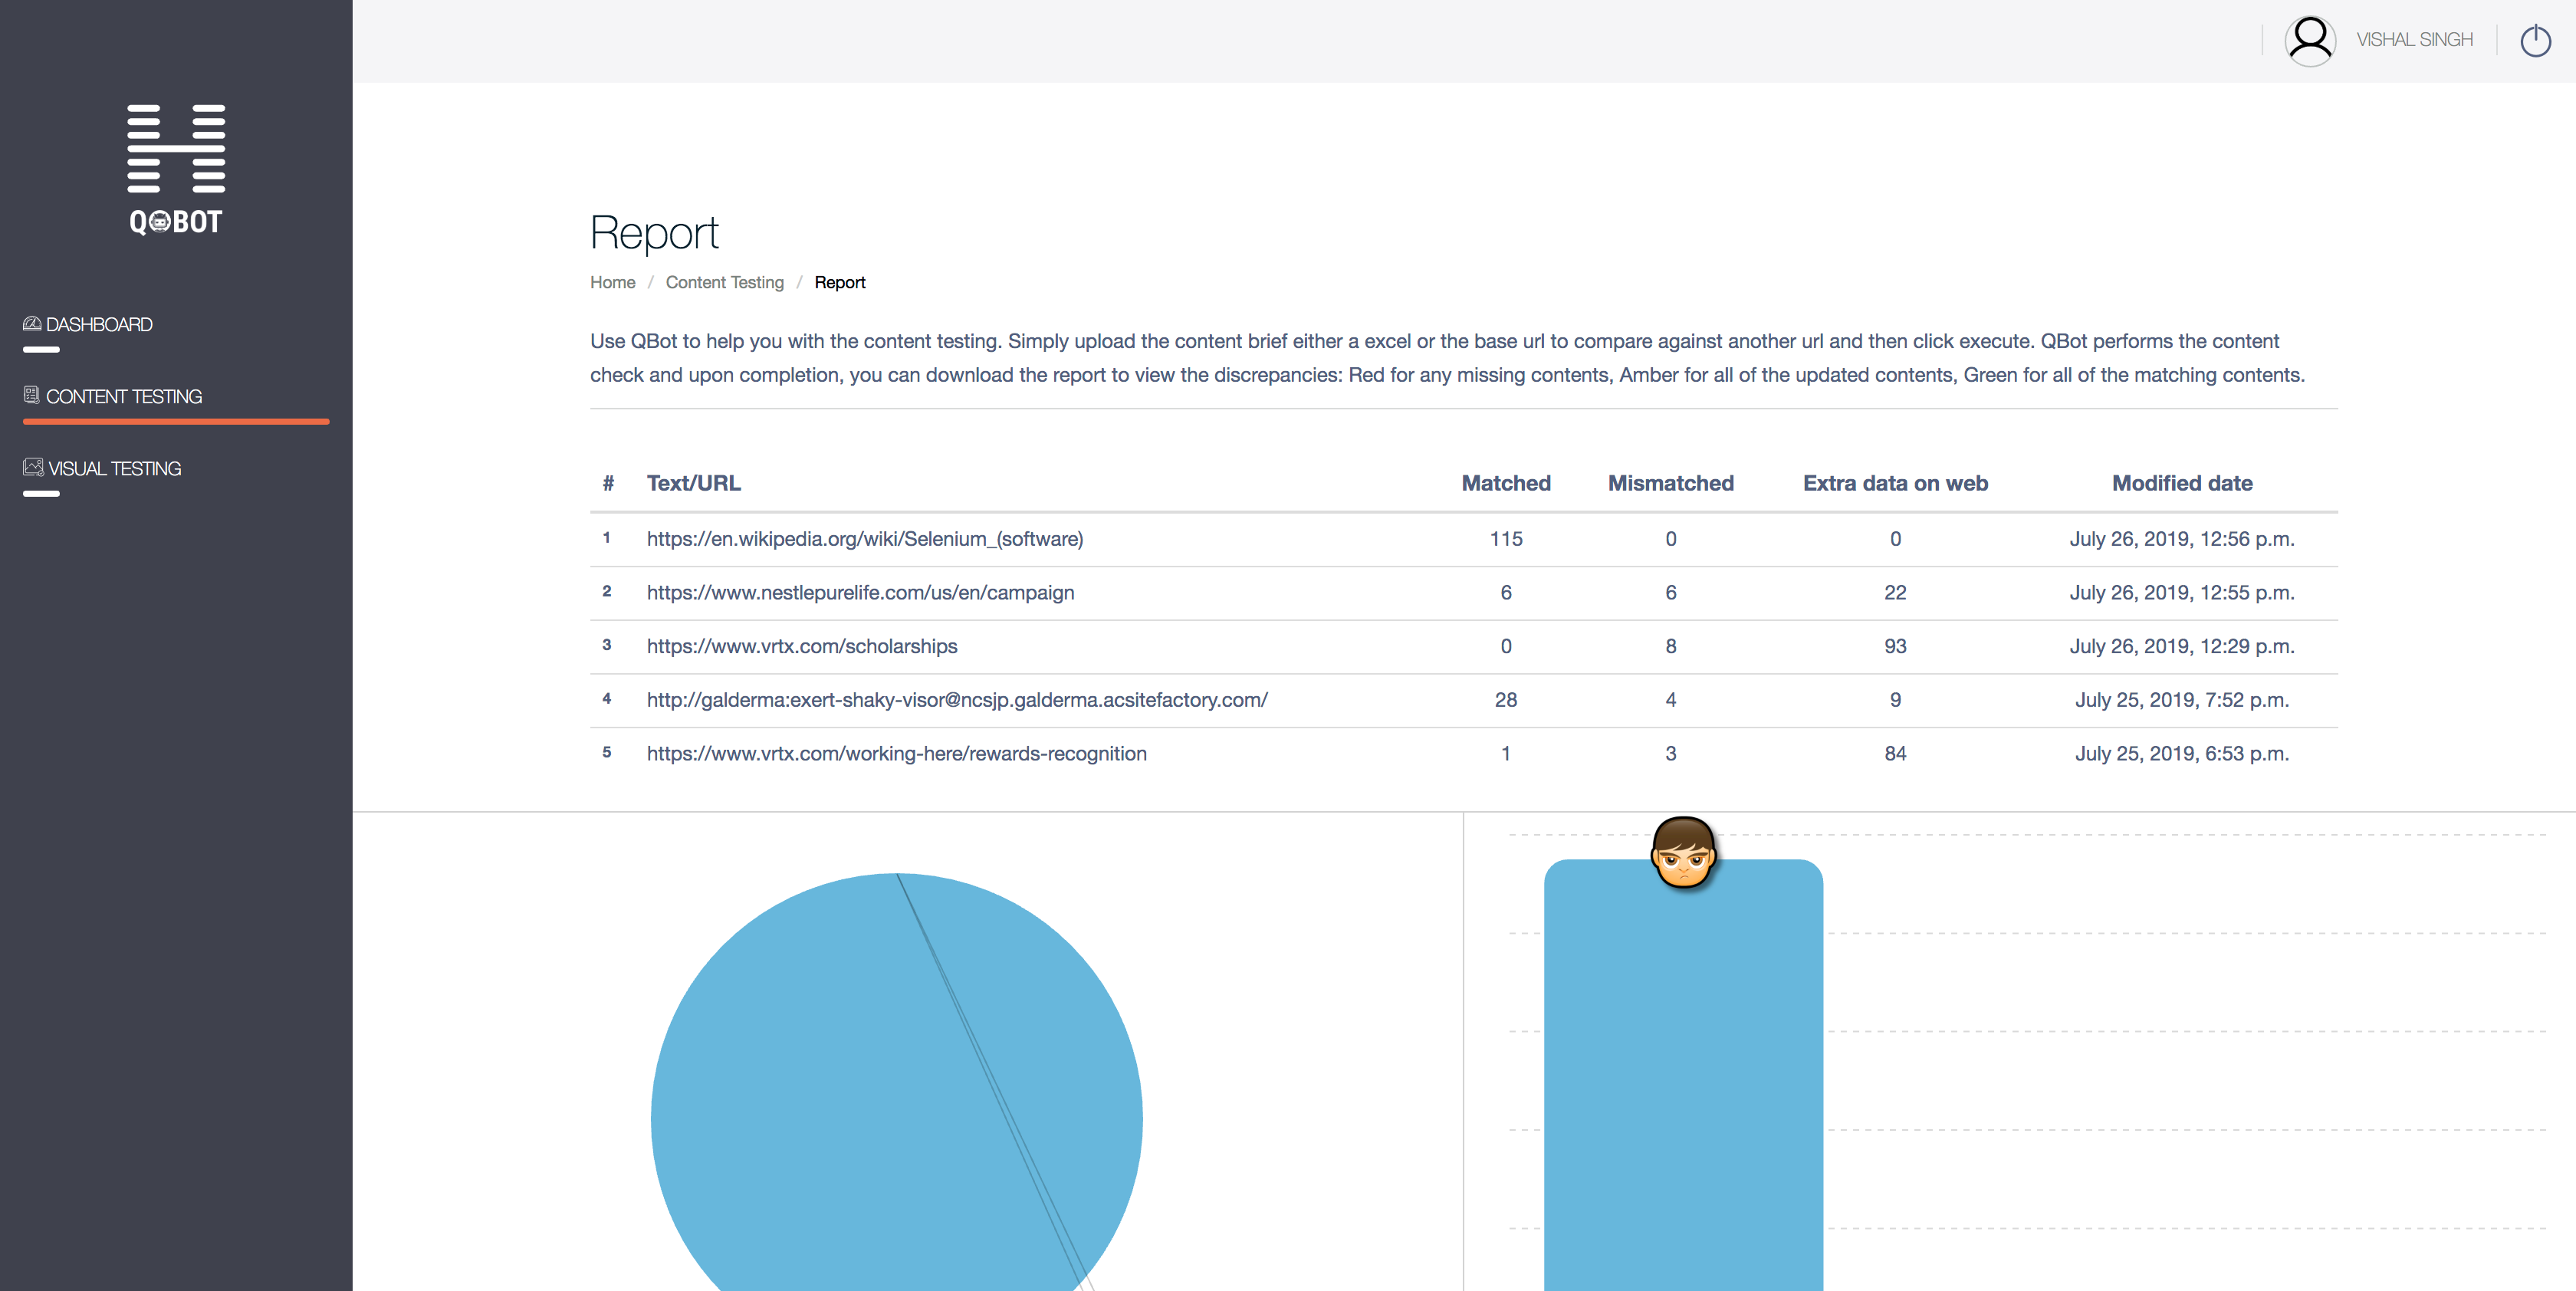 VISHAL SINGH
QBOT
DASHBOARD
CONTENT TESTING
VISUAL TESTING
Report
Home / Content Testing / Report
Use QBot to help you with the content testing. Simply upload the content brief either a excel or the base url to compare against another url and then click execute. QBot performs the content
check and upon completion, you can download the report to view the discrepancies: Red for any missing contents, Amber for all of the updated contents, Green for all of the matching contents.
# Text/URL Matched Mismatched Extra data on web Modified date
1 https://en.wikipedia.org/wiki/Selenium_(software) 115 0 0 July 26, 2019, 12:56 p.m.
2 https://www.nestlepurelife.com/us/en/campaign 6 6 22 July 26, 2019, 12:55 p.m.
3 https://www.vrtx.com/scholarships 0 8 93 July 26, 2019, 12:29 p.m.
4 http://galderma:exert-shaky-visor@ncsjp.galderma.acsitefactory.com/ 28 4 9 July 25, 2019, 7:52 p.m.
5 https://www.vrtx.com/working-here/rewards-recognition 1 3 84 July 25, 2019, 6:53 p.m.